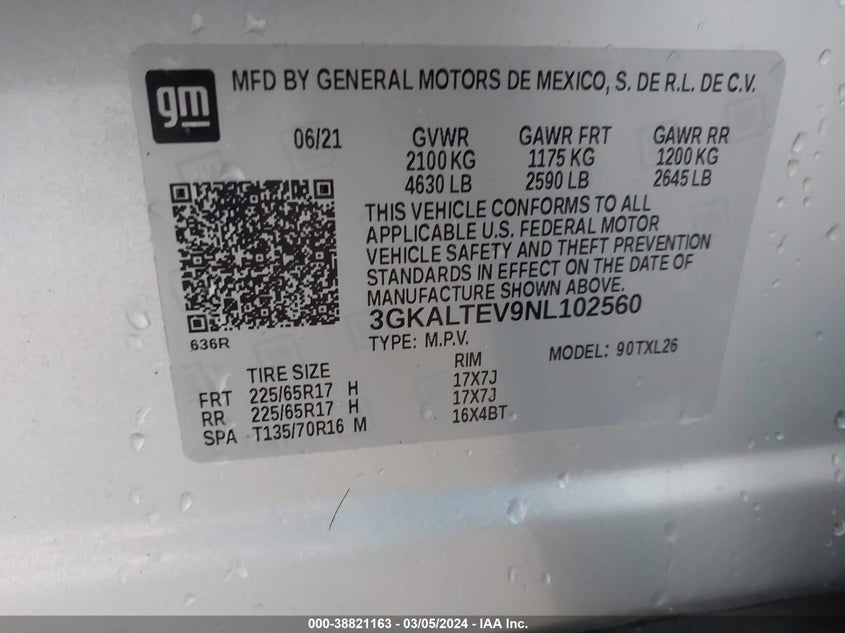 gm
MFD BY GENERAL MOTORS DE MEXICO, S. DE R.L. DE C.V.
06/21 GVWR GAWR FRT GAWR RR
2100 KG 1175 KG 1200 KG
4630 LB 2590 LB 2645 LB
THIS VEHICLE CONFORMS TO ALL
APPLICABLE U.S. FEDERAL MOTOR
VEHICLE SAFETY AND THEFT PREVENTION
STANDARDS IN EFFECT ON THE DATE OF
MANUFACTURE SHOWN ABOVE.
3GKALTEV9NL102560
636R
TYPE: M.P.V. MODEL: 90TXL26
TIRE SIZE RIM
FRT 225/65R17 H 17X7J
RR 225/65R17 H 17X7J
SPA T135/70R16 M 16X4BT
000-38821163 - 03/05/2024 - IAA Inc.